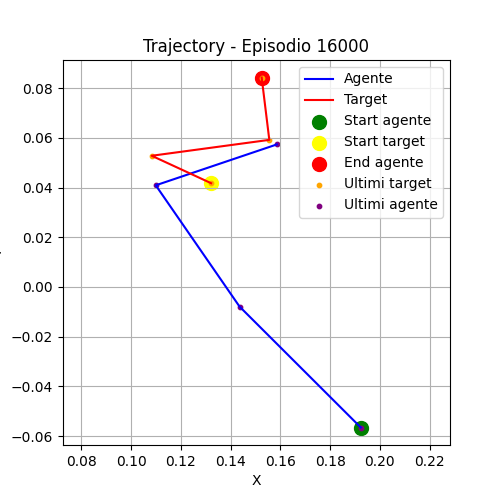 Trajectory - Episodio 16000
Agente
Target
Start agente
Start target
End agente
Ultimi target
Ultimi agente
0.08
0.06
0.04
0.02
0.00
−0.02
−0.04
−0.06
0.08 0.10 0.12 0.14 0.16 0.18 0.20 0.22
X